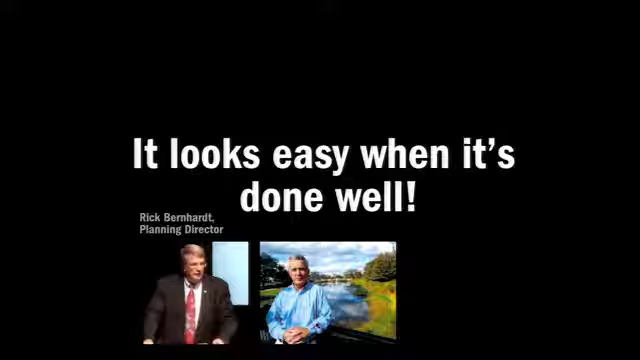 It looks easy when it's
done well!
Rick Bernhardt,
Planning Director